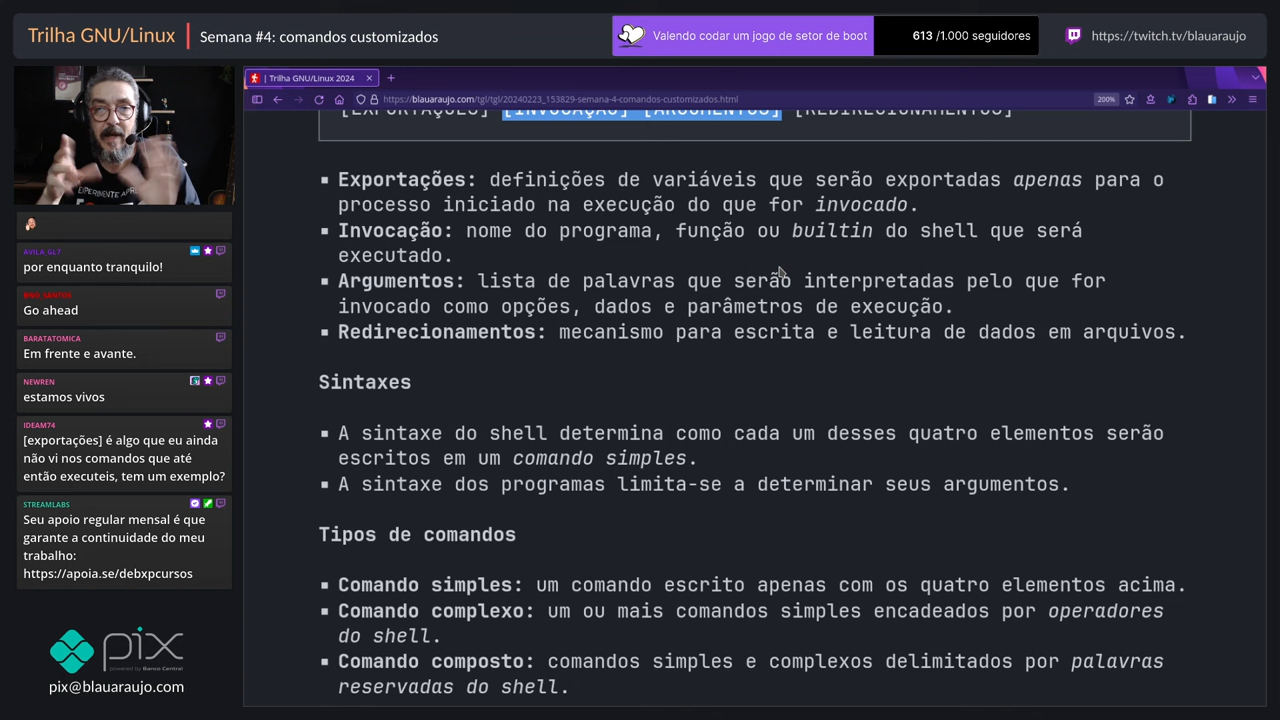 Trilha GNU/Linux
Semana #4: comandos customizados
Valendo codar um jogo de setor de boot
613 /1.000 seguidores
https://twitch.tv/blauaraujo
EXPERIMENTE
AVILA_GL7
por enquanto tranquilo!
Go ahead
BARATATOMICA
Em frente e avante.
NEWREN
estamos vivos
IDEAM74
[exportações] é algo que eu ainda
não vi nos comandos que até
então executeis, tem um exemplo?
STREAMLABS
Seu apoio regular mensal é que
garante a continuidade do meu
trabalho:
https://apoia.se/debxpcursos
pix
powered by Banco Central
pix@blauaraujo.com
| Trilha GNU/Linux 2024
https://blauaraujo.com/tgl/tgl/20240223_153829-semana-4-comandos-customizados.html
200%
[EXPORTAÇÕES] [INVOCAÇÃO] [ARGUMENTOS] [REDIRECIONAMENTOS]
▪ Exportações: definições de variáveis que serão exportadas apenas para o
processo iniciado na execução do que for invocado.
▪ Invocação: nome do programa, função ou builtin do shell que será
executado.
▪ Argumentos: lista de palavras que serão interpretadas pelo que for
invocado como opções, dados e parâmetros de execução.
▪ Redirecionamentos: mecanismo para escrita e leitura de dados em arquivos.
Sintaxes
▪ A sintaxe do shell determina como cada um desses quatro elementos serão
escritos em um comando simples.
▪ A sintaxe dos programas limita-se a determinar seus argumentos.
Tipos de comandos
▪ Comando simples: um comando escrito apenas com os quatro elementos acima.
▪ Comando complexo: um ou mais comandos simples encadeados por operadores
do shell.
▪ Comando composto: comandos simples e complexos delimitados por palavras
reservadas do shell.